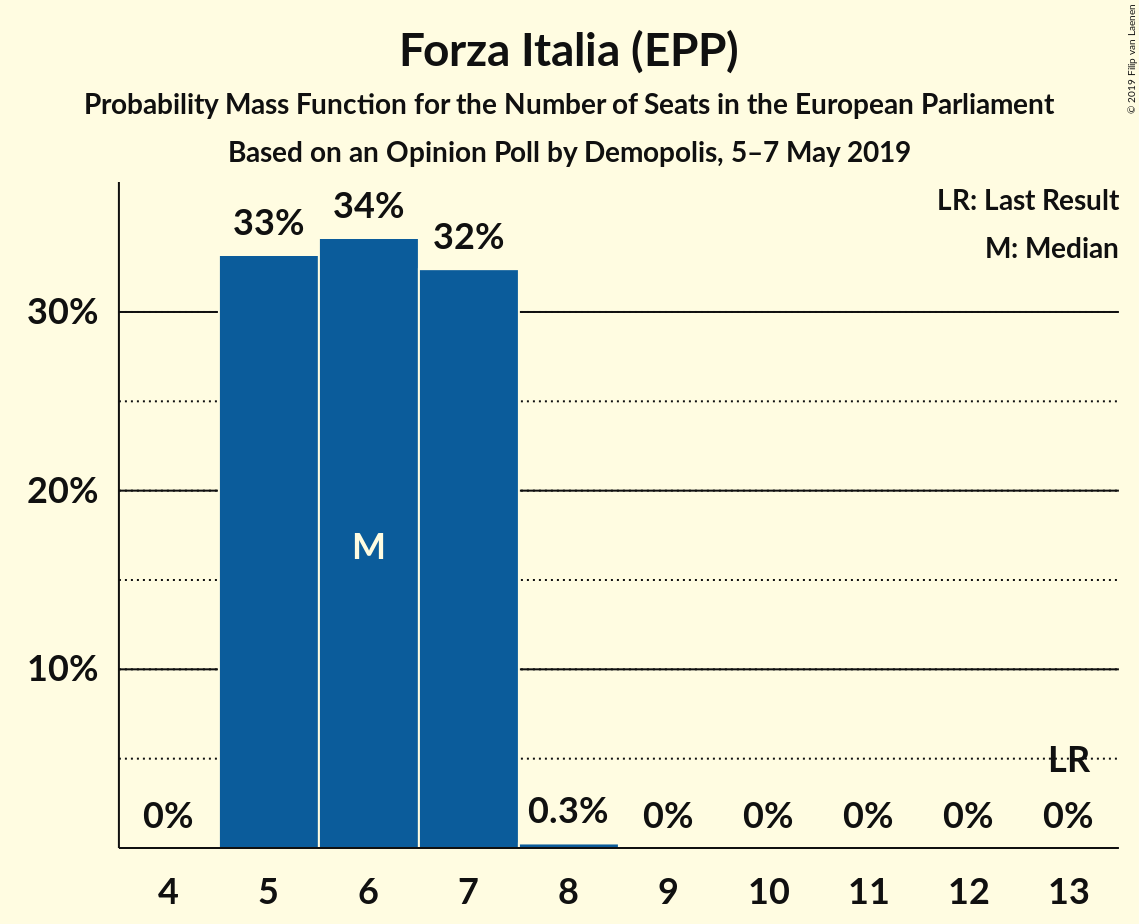 Forza Italia (EPP)
Probability Mass Function for the Number of Seats in the European Parliament
Based on an Opinion Poll by Demopolis, 5–7 May 2019
© 2019 Filip van Laenen
LR: Last Result
M: Median
33%
34%
32%
30%
20%
10%
M
LR
0%
0.3%
0%
0%
0%
0%
0%
4
5
6
7
8
9
10
11
12
13